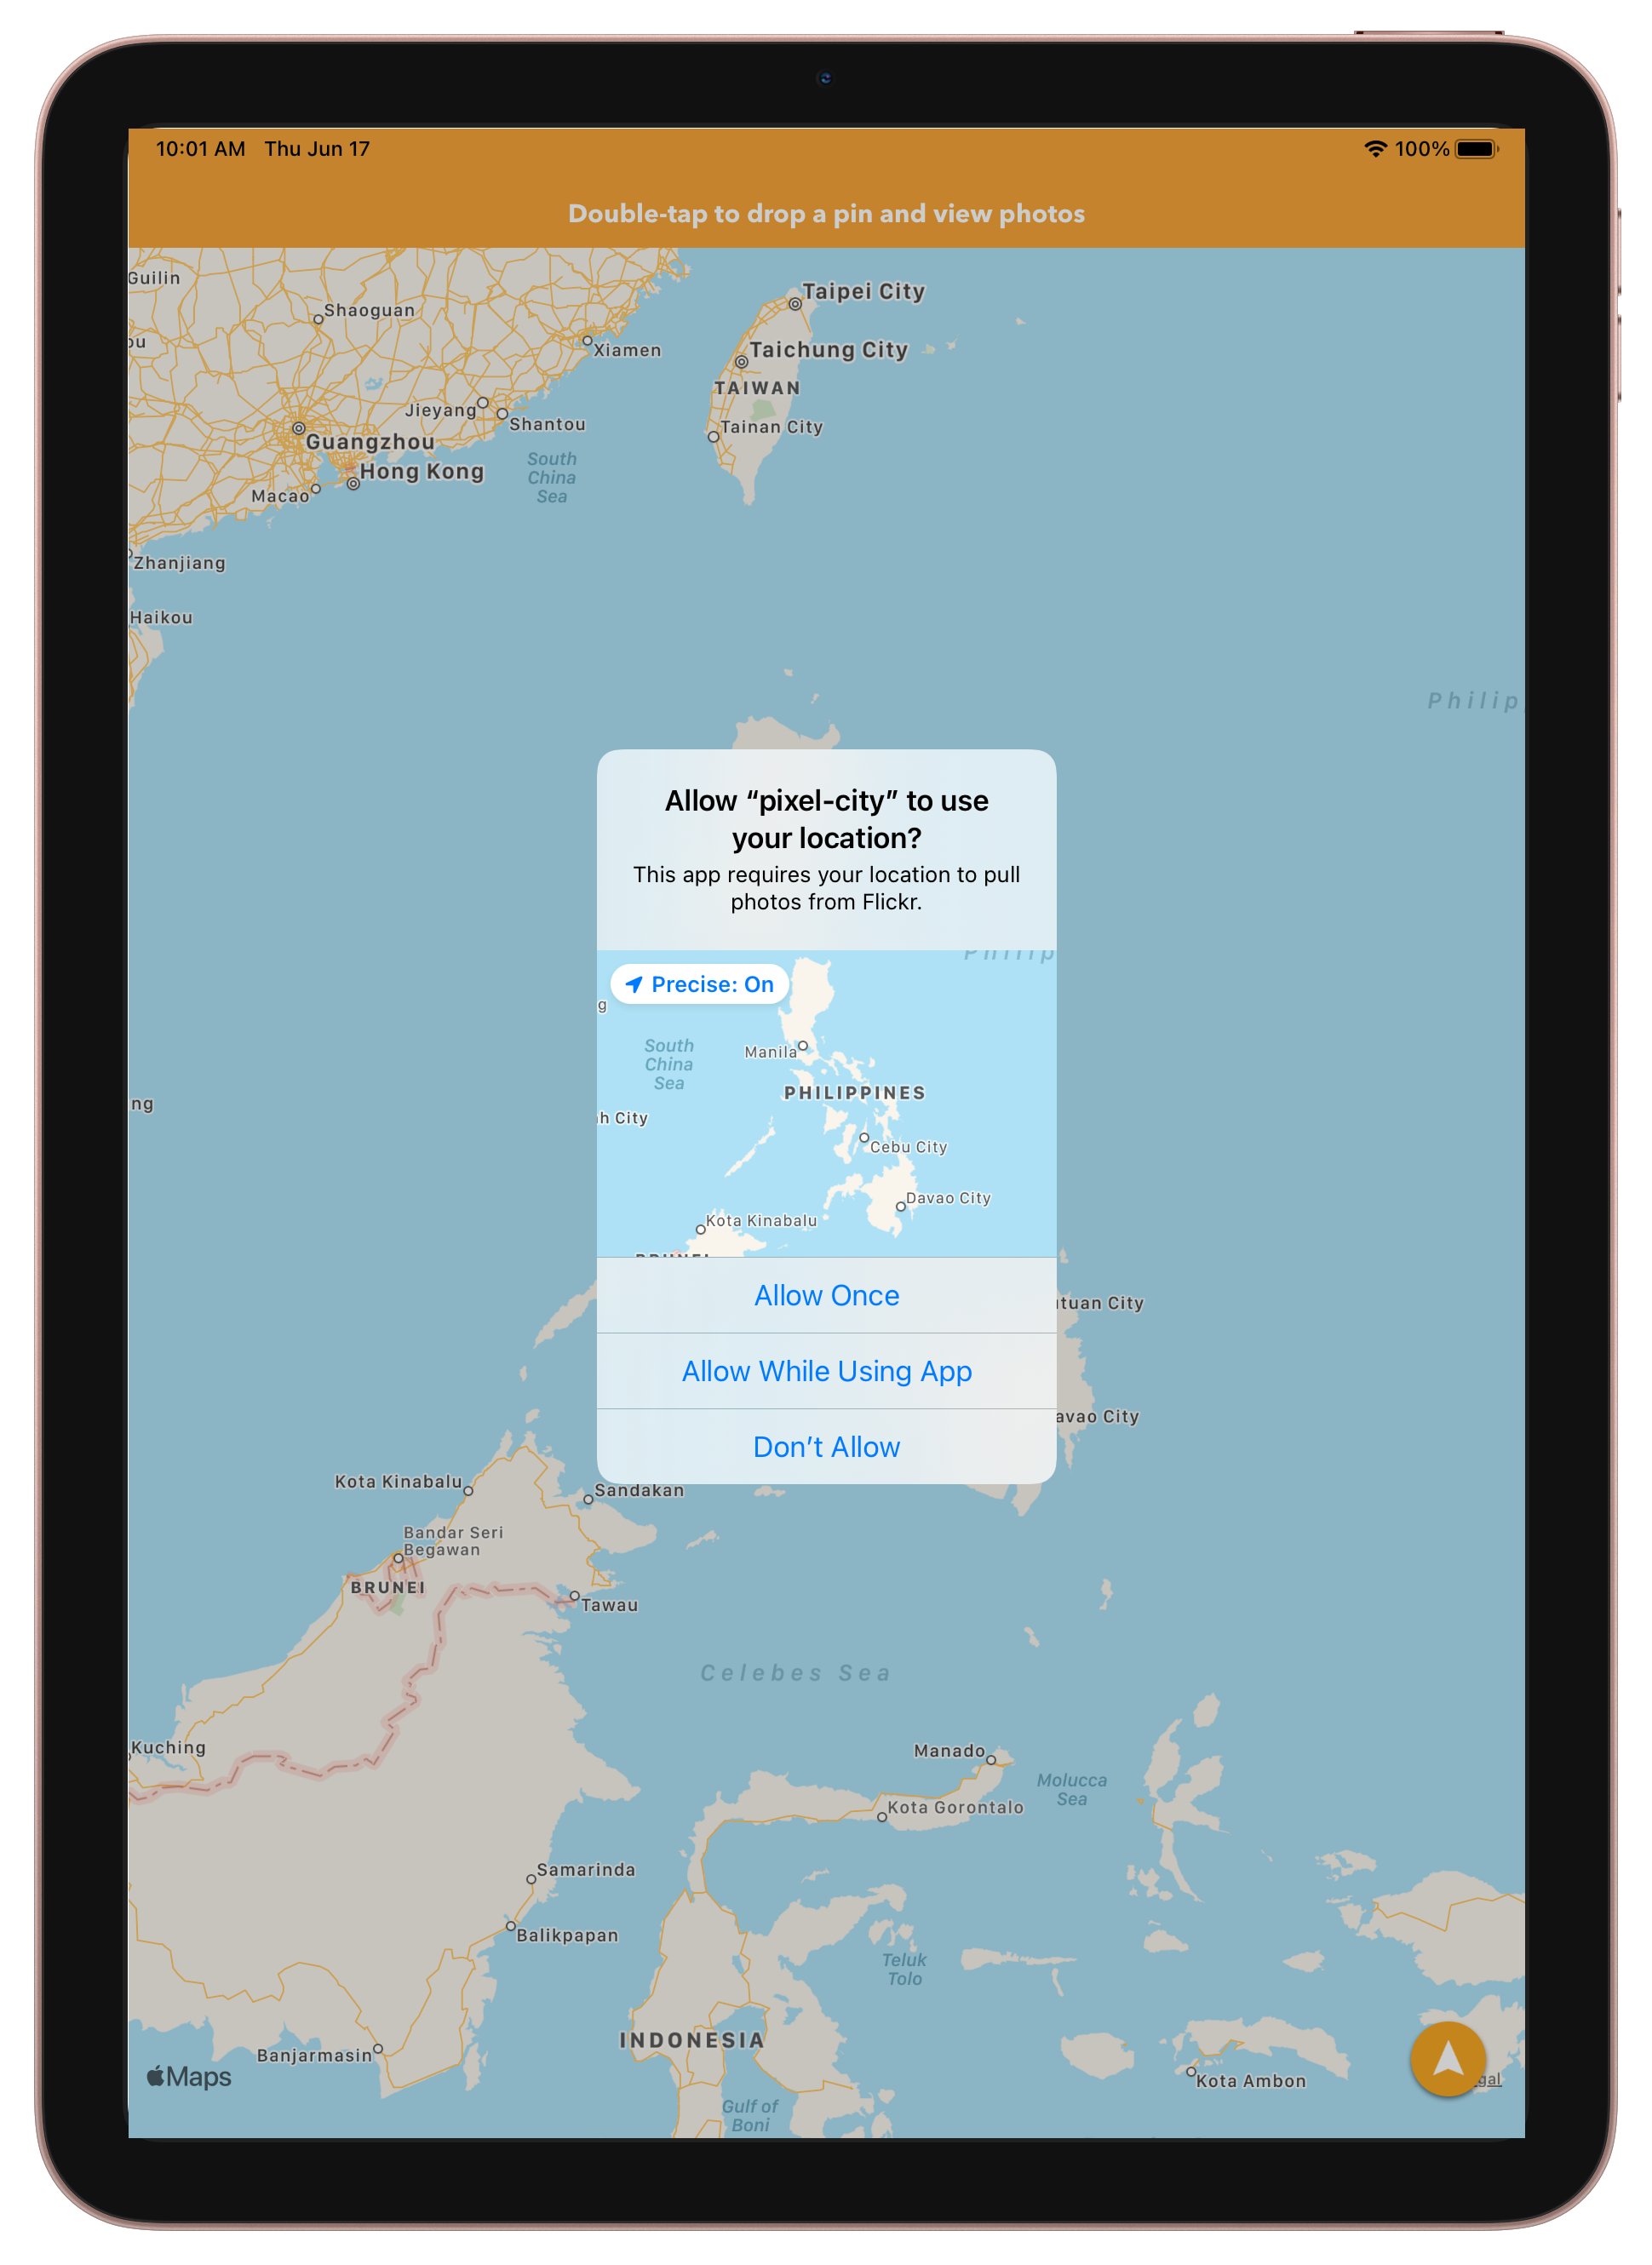 10:01 AM Thu Jun 17
100%
Double-tap to drop a pin and view photos
Guilin
Taipei City
Shaoguan
Xiamen
Taichung City
TAIWAN
Jieyang
Shantou
Tainan City
Guangzhou
South
China
Sea
Hong Kong
Macao
Zhanjiang
Haikou
Philip
Allow “pixel-city” to use
your location?
This app requires your location to pull
photos from Flickr.
Philip
Precise: On
South
China
Sea
Manila
PHILIPPINES
h City
Cebu City
Davao City
Kota Kinabalu
BRUNEI
ng
Allow Once
Allow While Using App
Don’t Allow
tuan City
avao City
Kota Kinabalu
Sandakan
Bandar Seri
Begawan
BRUNEI
Tawau
Celebes Sea
Kuching
Manado
Molucca
Sea
Kota Gorontalo
Samarinda
Balikpapan
Teluk
Tolo
INDONESIA
Banjarmasin
Maps
Kota Ambon
gal
Gulf of
Boni